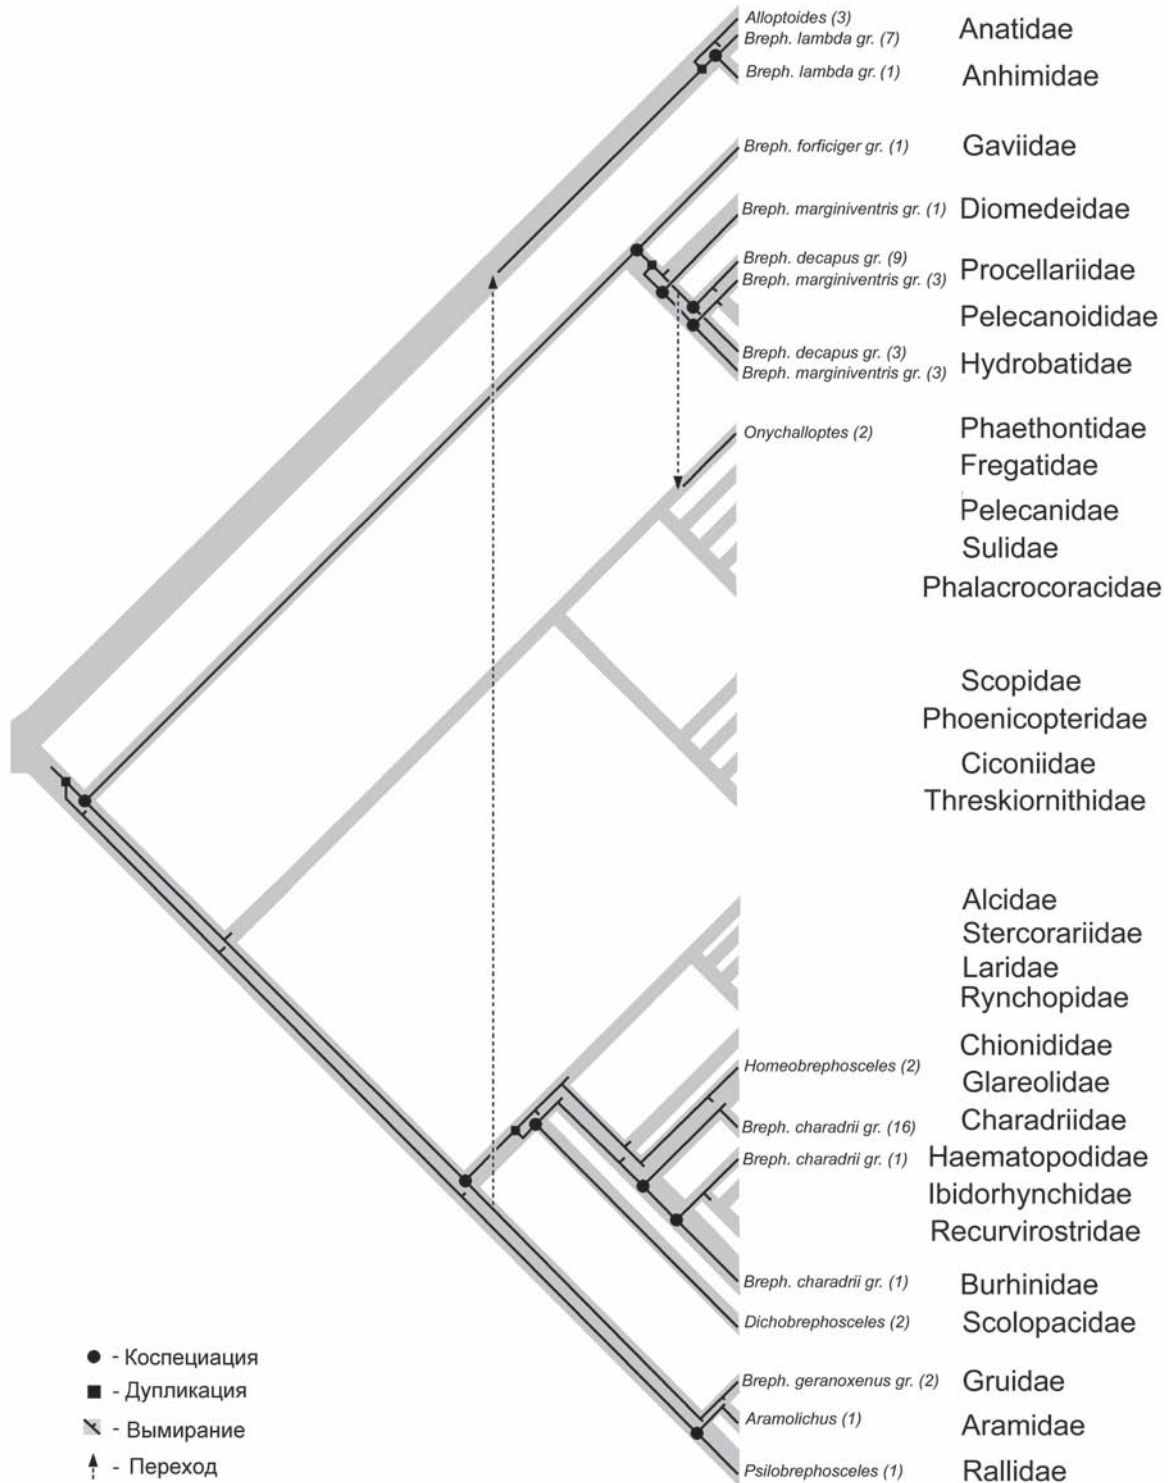 Alloptoides (3)
Breph. lambda gr. (7)
Anatidae
Breph. lambda gr. (1)
Anhimidae
Breph. forficiger gr. (1)
Gaviidae
Breph. marginiventris gr. (1)
Diomedeidae
Breph. decapus gr. (9)
Breph. marginiventris gr. (3)
Procellariidae
Pelecanoididae
Breph. decapus gr. (3)
Breph. marginiventris gr. (3)
Hydrobatidae
Onychalloptes (2)
Phaethontidae
Fregatidae
Pelecanidae
Sulidae
Phalacrocoracidae
Scopidae
Phoenicopteridae
Ciconiidae
Threskiornithidae
Alcidae
Stercorariidae
Laridae
Rynchopidae
Chionididae
Homeobrephosceles (2)
Glareolidae
Breph. charadrii gr. (16)
Charadriidae
Breph. charadrii gr. (1)
Haematopodidae
Ibidorhynchidae
Recurvirostridae
Breph. charadrii gr. (1)
Burhinidae
Dichobrephosceles (2)
Scolopacidae
Breph. geranoxenus gr. (2)
Gruidae
Aramolichus (1)
Aramidae
Psilobrephosceles (1)
Rallidae
- Коспециация
- Дупликация
- Вымирание
- Переход